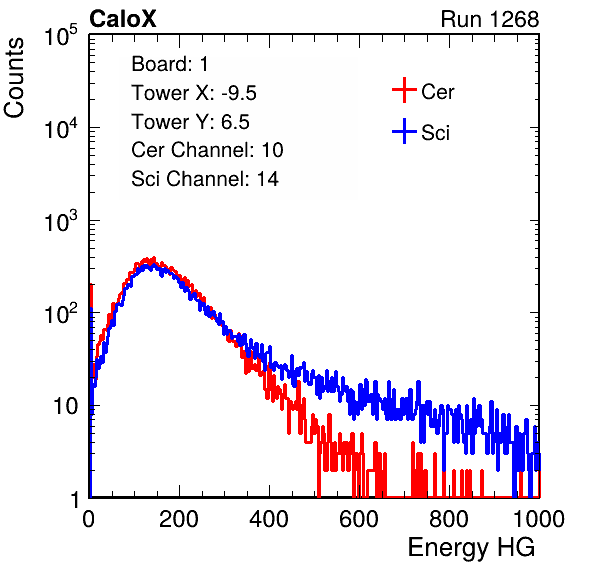 CaloX Run 1268
Counts
10^5
10^4
10^3
10^2
10
1
Board: 1
Tower X: -9.5
Tower Y: 6.5
Cer Channel: 10
Sci Channel: 14
Cer
Sci
0 200 400 600 800 1000
Energy HG